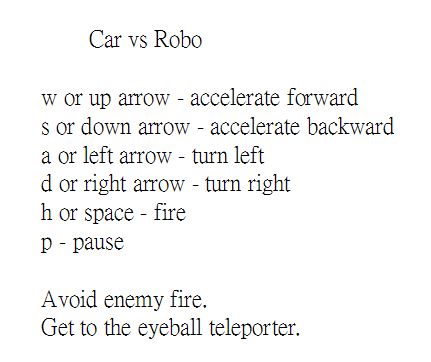 Car vs Robo
w or up arrow - accelerate forward
s or down arrow - accelerate backward
a or left arrow - turn left
d or right arrow - turn right
h or space - fire
p - pause
Avoid enemy fire.
Get to the eyeball teleporter.